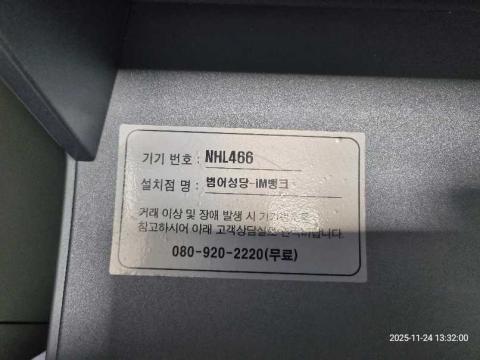 기기 번호 : NHL466
설치점 명 : 범어성당-iM뱅크
거래 이상 및 장애 발생 시
참고하시어 아래 고객상담실로
080-920-2220(무료)
2025-11-24 13:32:00